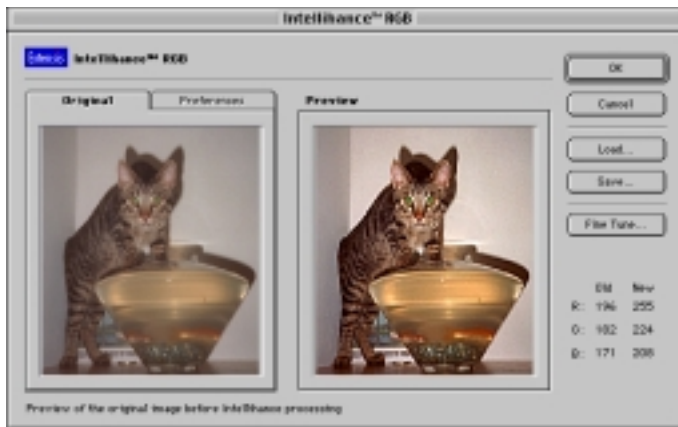 Intellihance™ RGB
Extensis Intellihance™ RGB
Original
Preferences
Preview
OK
Cancel
Load...
Save...
Fine Tune...
Old New
R: 196 255
G: 182 224
B: 171 208
Preview of the original image before Intellihance processing